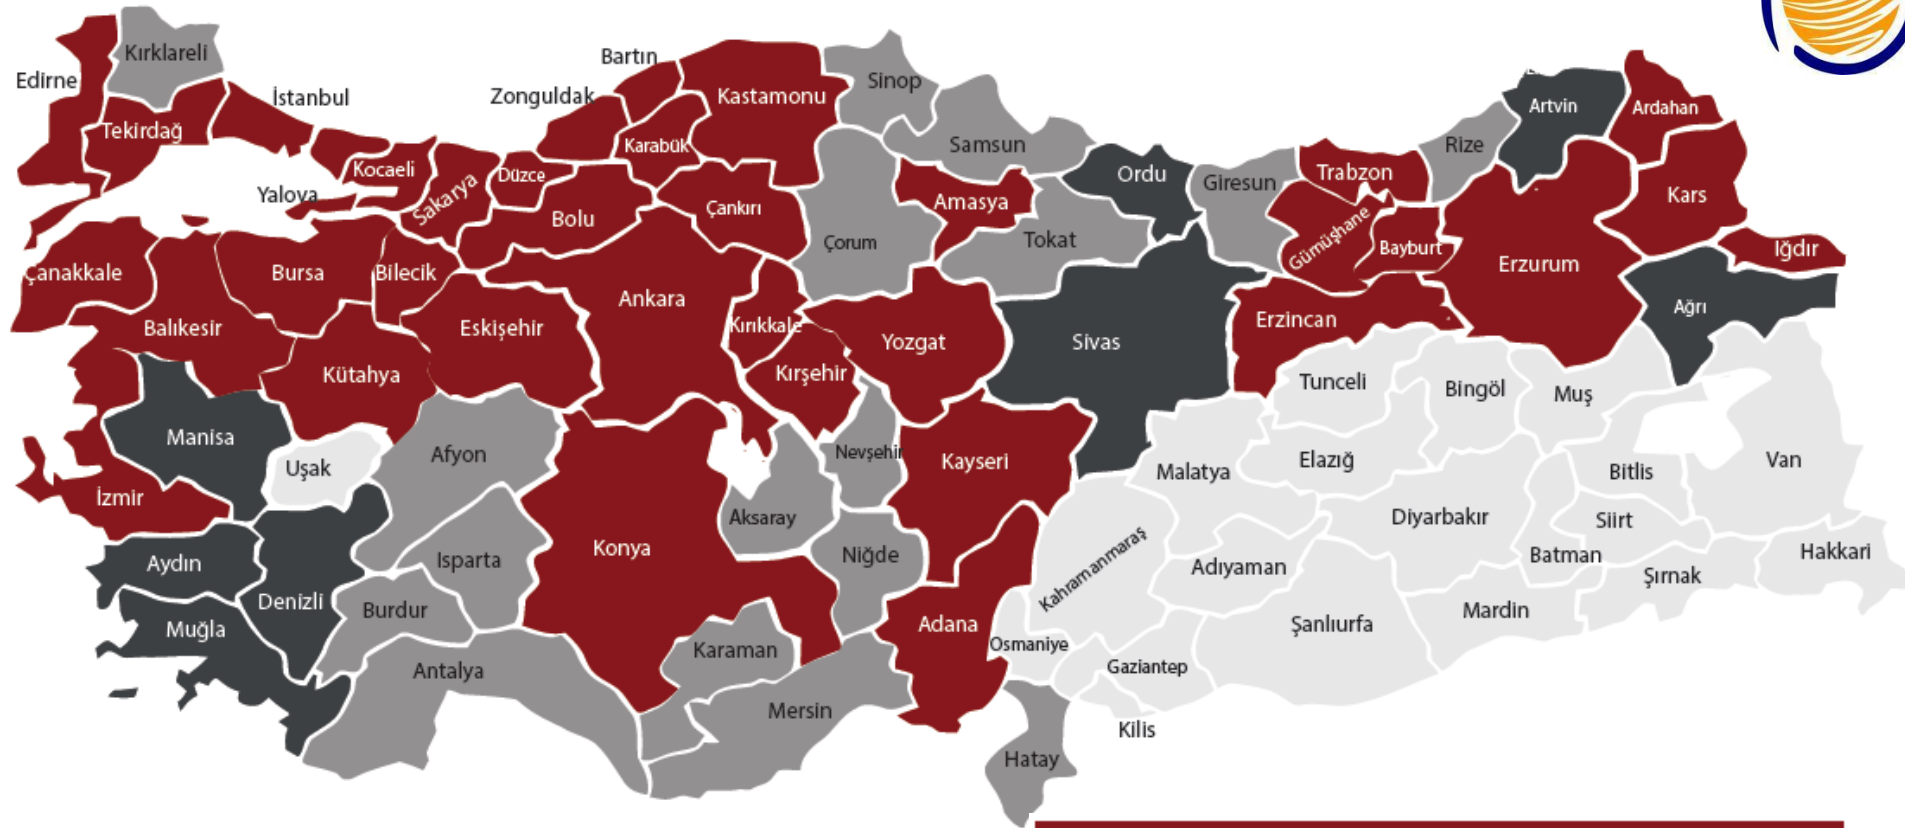 Kırklareli
Bartın
Edirne
Sinop
İstanbul
Zonguldak
Kastamonu
Artvin
Ardahan
Tekirdağ
Karabük
Samsun
Rize
Kocaeli
Düzce
Ordu
Trabzon
Giresun
Yalova
Sakarya
Kars
Bolu
Çankırı
Amasya
Tokat
Çorum
Gümüşhane
Bayburt
Iğdır
Çanakkale
Bursa
Bilecik
Erzurum
Ankara
Ağrı
Balıkesir
Eskişehir
Kırıkkale
Erzincan
Yozgat
Sivas
Kütahya
Kırşehir
Tunceli
Bingöl
Muş
Manisa
Afyon
Nevşehir
Uşak
Kayseri
Malatya
Elazığ
Bitlis
Van
İzmir
Aksaray
Diyarbakır
Siirt
Konya
Niğde
Batman
Hakkari
Aydın
Isparta
Kahramanmaraş
Adıyaman
Şırnak
Denizli
Burdur
Mardin
Muğla
Adana
Şanlıurfa
Karaman
Osmaniye
Antalya
Gaziantep
Mersin
Kilis
Hatay